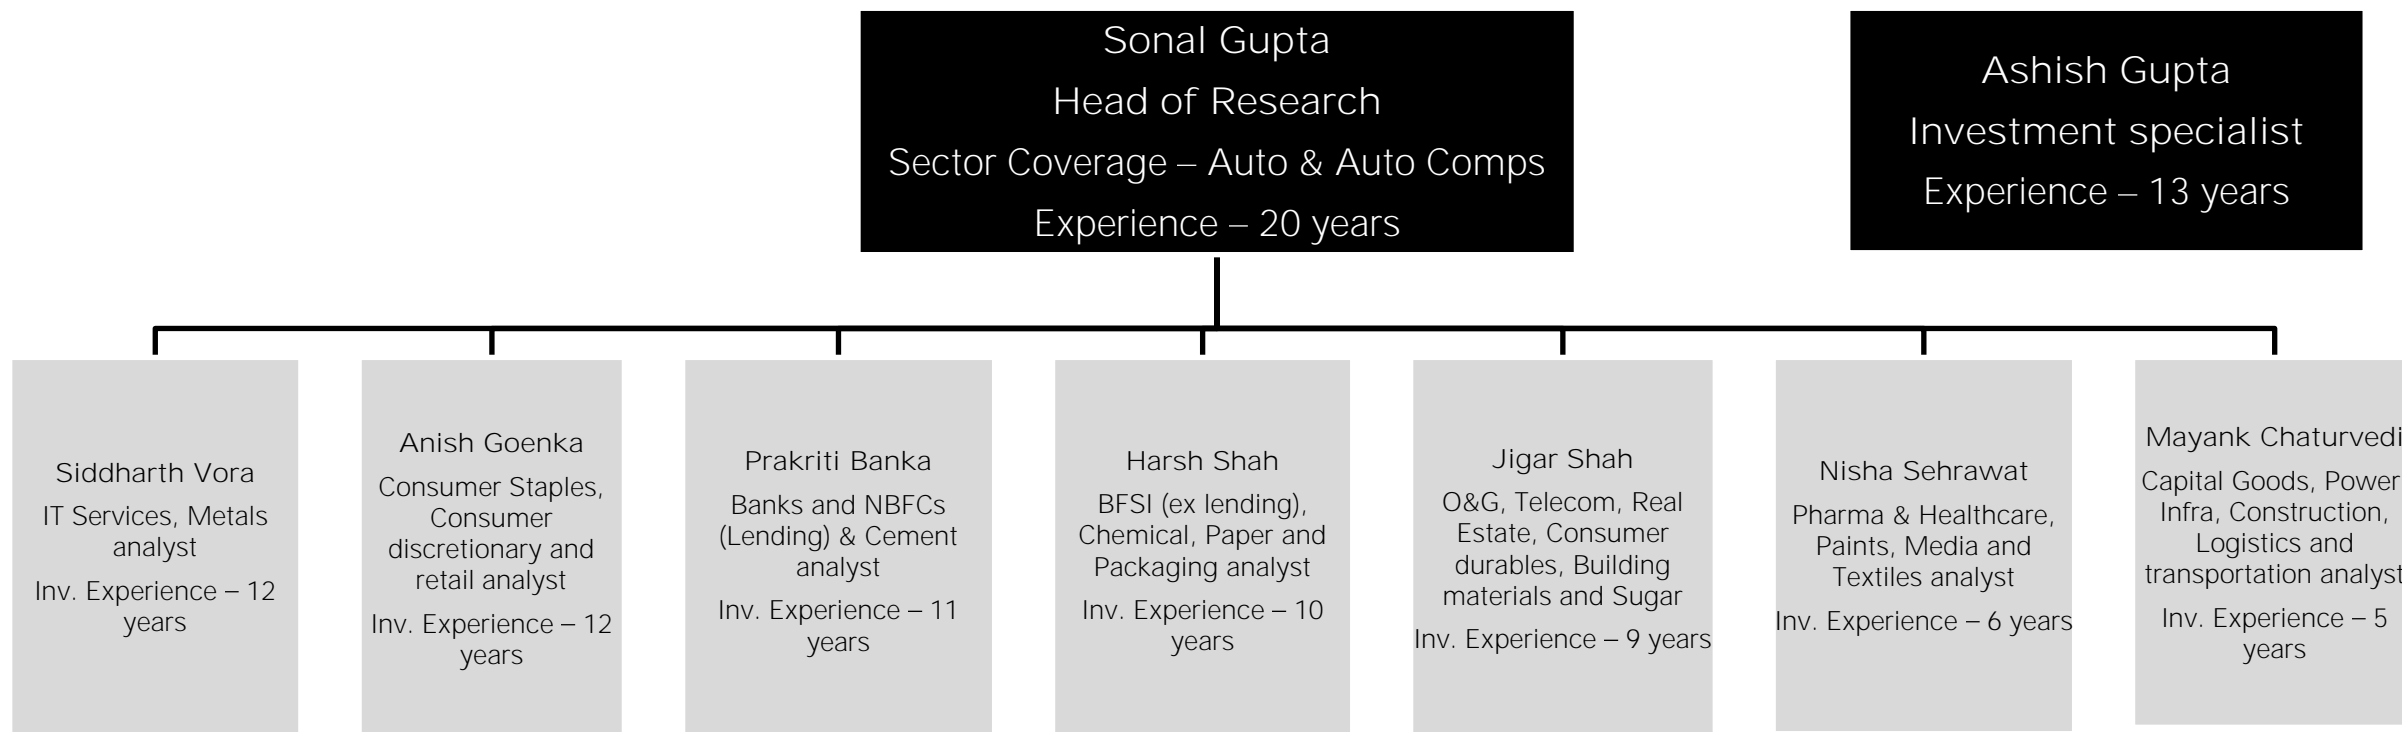 Sonal Gupta
Head of Research
Sector Coverage – Auto & Auto Comps
Experience – 20 years
Ashish Gupta
Investment specialist
Experience – 13 years
Siddharth Vora
IT Services, Metals
analyst
Inv. Experience – 12
years
Anish Goenka
Consumer Staples,
Consumer
discretionary and
retail analyst
Inv. Experience – 12
years
Prakriti Banka
Banks and NBFCs
(Lending) & Cement
analyst
Inv. Experience – 11
years
Harsh Shah
BFSI (ex lending),
Chemical, Paper and
Packaging analyst
Inv. Experience – 10
years
Jigar Shah
O&G, Telecom, Real
Estate, Consumer
durables, Building
materials and Sugar
Inv. Experience – 9 years
Nisha Sehrawat
Pharma & Healthcare,
Paints, Media and
Textiles analyst
Inv. Experience – 6 years
Mayank Chaturvedi
Capital Goods, Power
Infra, Construction,
Logistics and
transportation analyst
Inv. Experience – 5
years